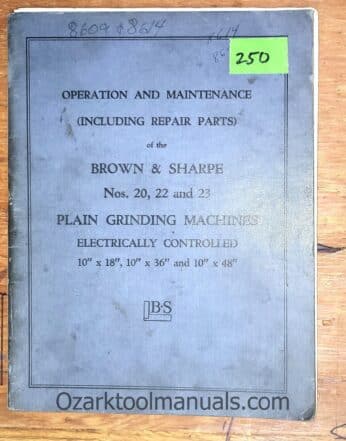 8609 & 8614
8614
250
OPERATION AND MAINTENANCE
(INCLUDING REPAIR PARTS)
of the
BROWN & SHARPE
Nos. 20, 22 and 23
PLAIN GRINDING MACHINES
ELECTRICALLY CONTROLLED
10" x 18", 10" x 36" and 10" x 48"
B·S
Ozarktoolmanuals.com